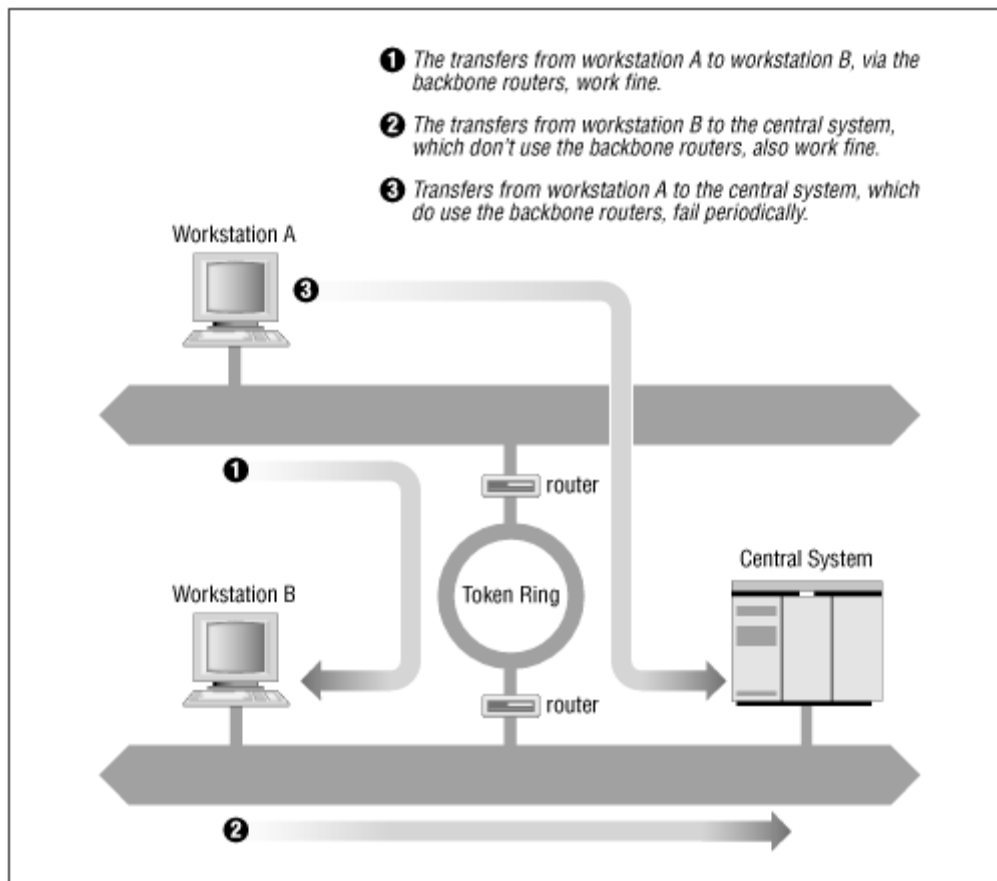 1 The transfers from workstation A to workstation B, via the
backbone routers, work fine.
2 The transfers from workstation B to the central system,
which don't use the backbone routers, also work fine.
3 Transfers from workstation A to the central system, which
do use the backbone routers, fail periodically.
Workstation A
3
1
router
Central System
Workstation B
Token Ring
router
2